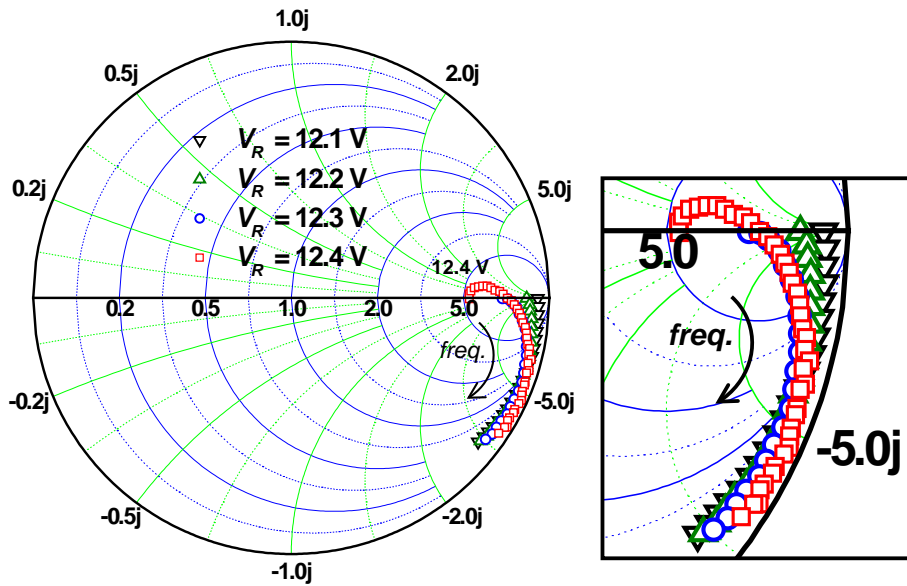 1.0j
0.5j
2.0j
V_R = 12.1 V
V_R = 12.2 V
0.2j
5.0j
V_R = 12.3 V
V_R = 12.4 V
12.4 V
0.2 0.5 1.0 2.0 5.0
freq.
-0.2j
-5.0j
-0.5j
-2.0j
-1.0j
5.0
freq.
-5.0j